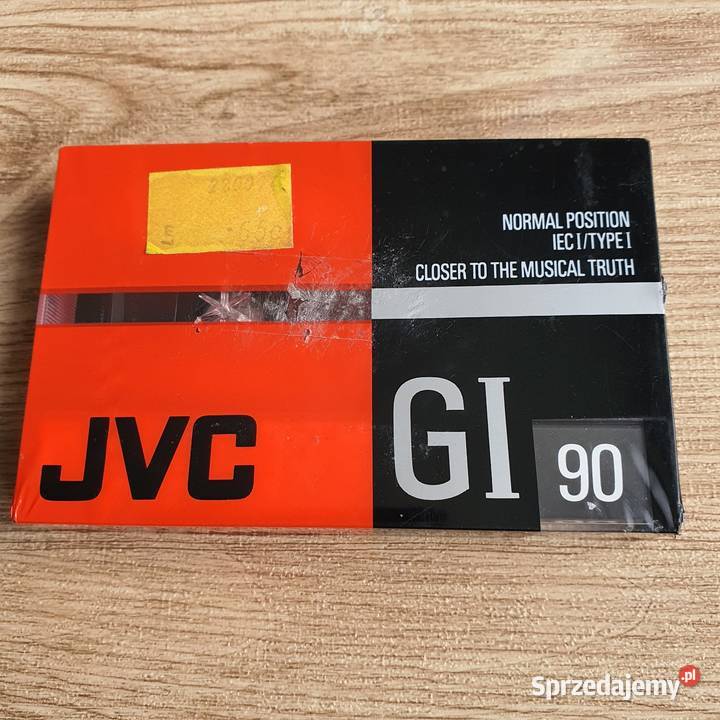 NORMAL POSITION
IEC I/TYPE I
CLOSER TO THE MUSICAL TRUTH
JVC
GI
90
Sprzedajemy.pl